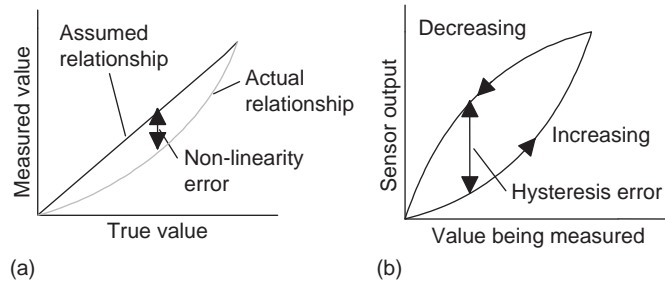 Assumed
relationship
Measured value
Actual
relationship
Non-linearity
error
True value
(a)
Decreasing
Sensor output
Increasing
Hysteresis error
Value being measured
(b)